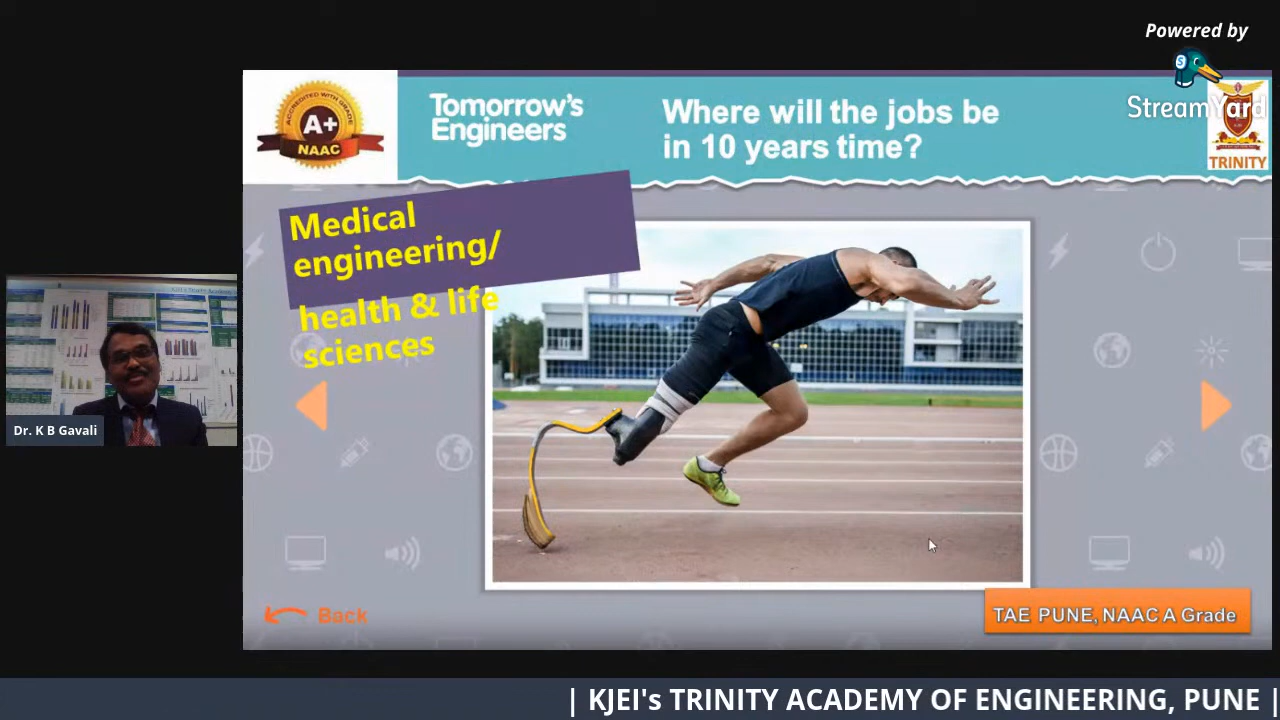 Powered by
StreamYard
ACCREDITED WITH GRADE
A+
NAAC
Tomorrow's
Engineers
Where will the jobs be
in 10 years time?
TRINITY
Medical
engineering/
health & life
sciences
Dr. K B Gavali
Back
TAE PUNE, NAAC A Grade
| KJEI's TRINITY ACADEMY OF ENGINEERING, PUNE |